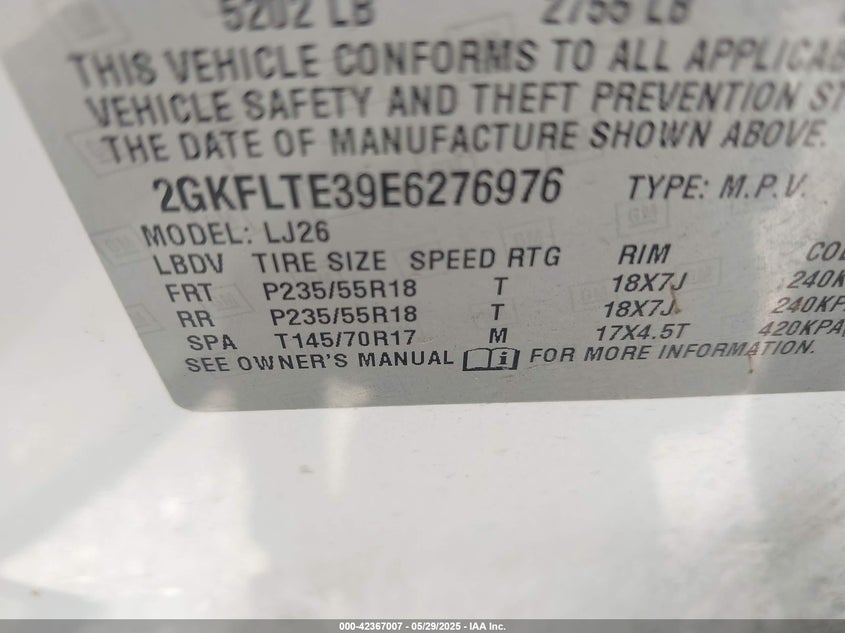 5202 LB 2755 LB
THIS VEHICLE CONFORMS TO ALL
VEHICLE SAFETY AND THEFT PREVENTION
THE DATE OF MANUFACTURE SHOWN ABOVE.
2GKFLTE39E6276976 TYPE: M.P.V.
MODEL: LJ26
LBDV TIRE SIZE SPEED RTG RIM
FRT P235/55R18 T 18X7J 240K
RR P235/55R18 T 18X7J 240KP
SPA T145/70R17 M 17X4.5T 420KPA
SEE OWNER'S MANUAL FOR MORE INFORMATION.
000-42367007 - 05/29/2025 - IAA Inc.